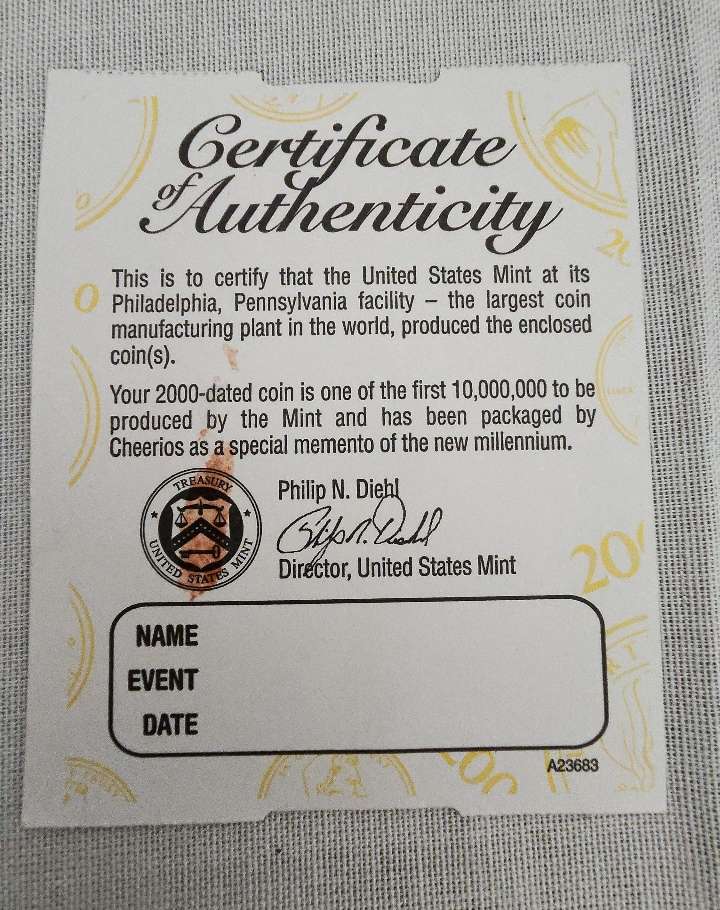 Certificate
of Authenticity
This is to certify that the United States Mint at its
Philadelphia, Pennsylvania facility – the largest coin
manufacturing plant in the world, produced the enclosed
coin(s).
Your 2000-dated coin is one of the first 10,000,000 to be
produced by the Mint and has been packaged by
Cheerios as a special memento of the new millennium.
TREASURY
UNITED STATES MINT
Philip N. Diehl
Philip N. Diehl
Director, United States Mint
NAME
EVENT
DATE
A23683